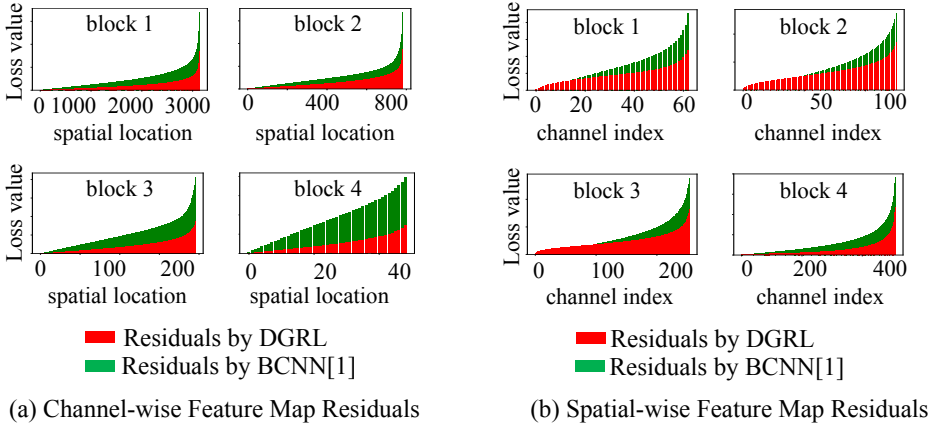 Loss value
block 1
0 1000 2000 3000
spatial location
block 2
0 400 800
spatial location
Loss value
block 3
0 100 200
spatial location
block 4
0 20 40
spatial location
Residuals by DGRL
Residuals by BCNN[1]
(a) Channel-wise Feature Map Residuals
Loss value
block 1
0 20 40 60
channel index
block 2
0 50 100
channel index
Loss value
block 3
0 100 200
channel index
block 4
0 200 400
channel index
Residuals by DGRL
Residuals by BCNN[1]
(b) Spatial-wise Feature Map Residuals